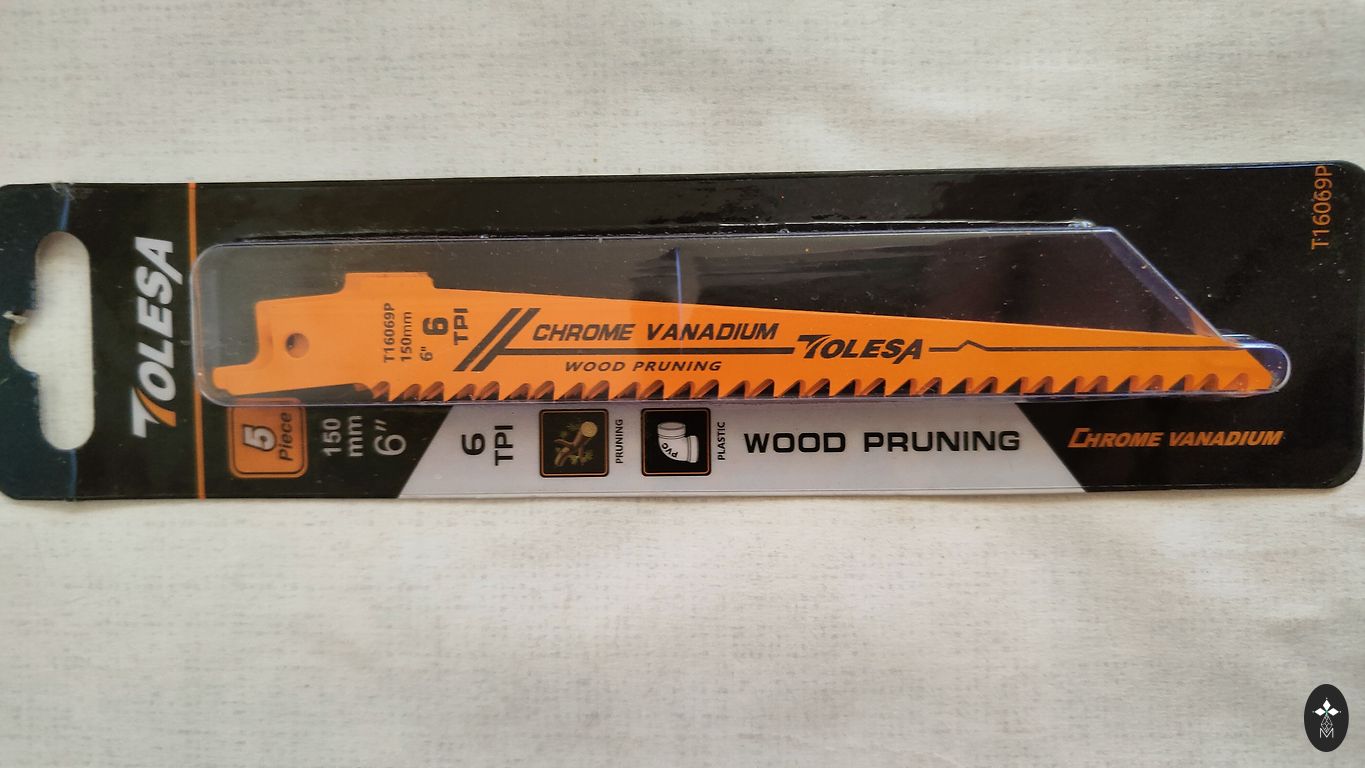 TOLESA
T16069P
T16069P
150mm
6"
6
TPI
CHROME VANADIUM
WOOD PRUNING
TOLESA
5
Piece
150
mm
6"
6
TPI
PRUNING
PVC
PLASTIC
WOOD PRUNING
CHROME VANADIUM
M